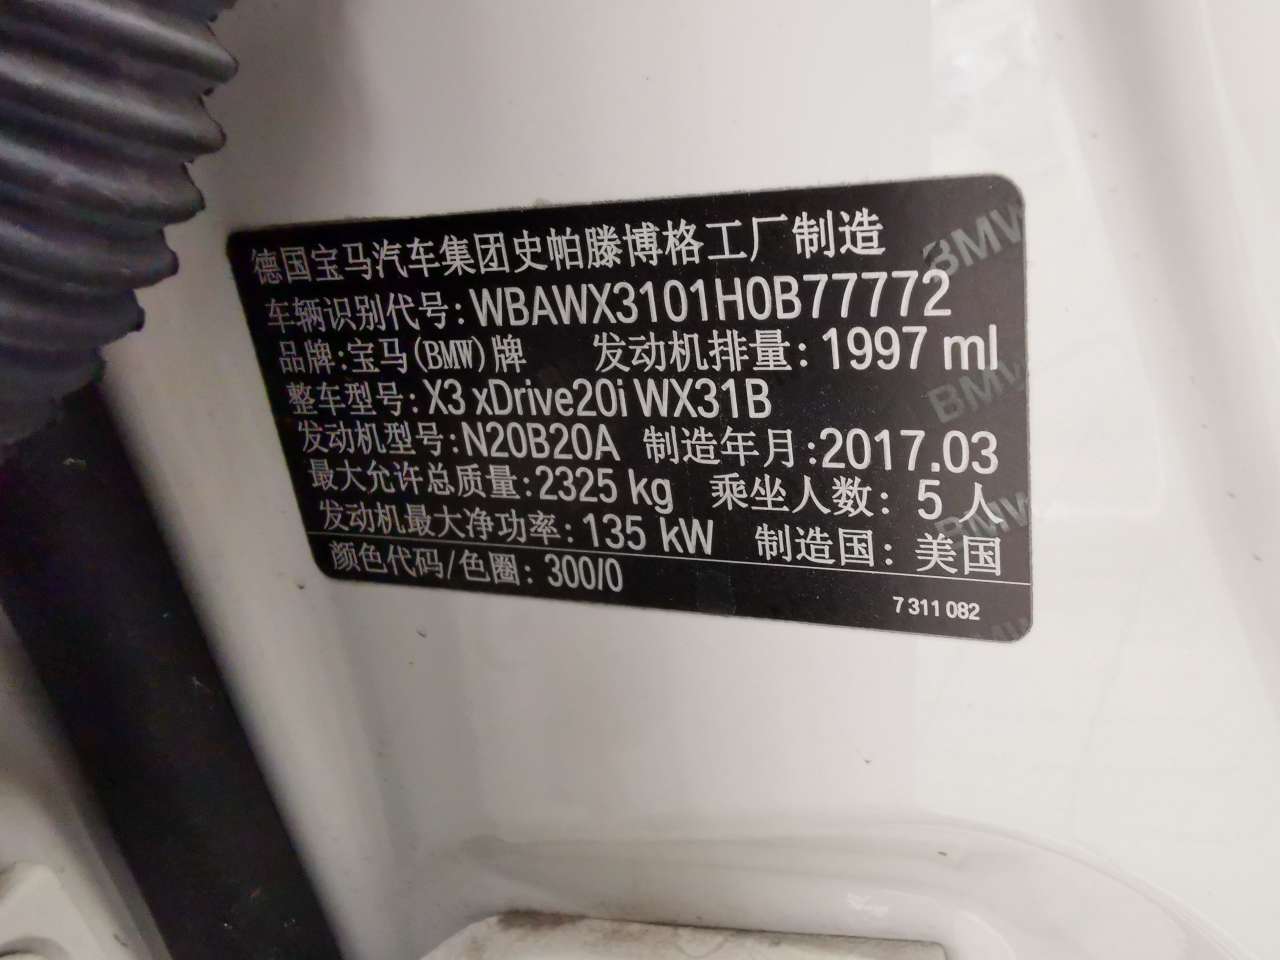 德国宝马汽车集团史帕滕博格工厂制造
车辆识别代号:WBAWX3101H0B77772
品牌:宝马(BMW)牌 发动机排量:1997 ml
整车型号:X3 xDrive20i WX31B
发动机型号:N20B20A 制造年月:2017.03
最大允许总质量:2325 kg 乘坐人数:5 人
发动机最大净功率:135 kW 制造国:美国
颜色代码/色圈:300/0
7 311 082
BMW
BMW
BMW
BMW